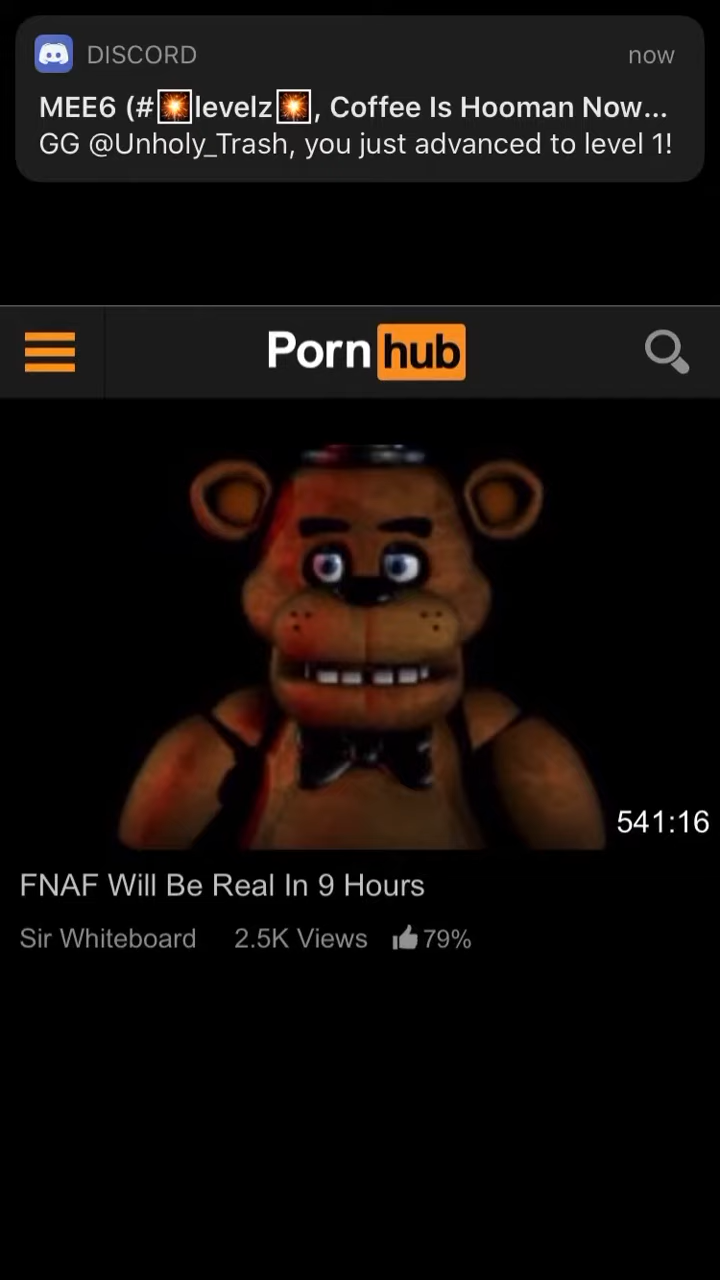 DISCORD now
MEE6 (#💥levelz💥, Coffee Is Hooman Now...
GG @Unholy_Trash, you just advanced to level 1!
Porn hub
541:16
FNAF Will Be Real In 9 Hours
Sir Whiteboard 2.5K Views 79%